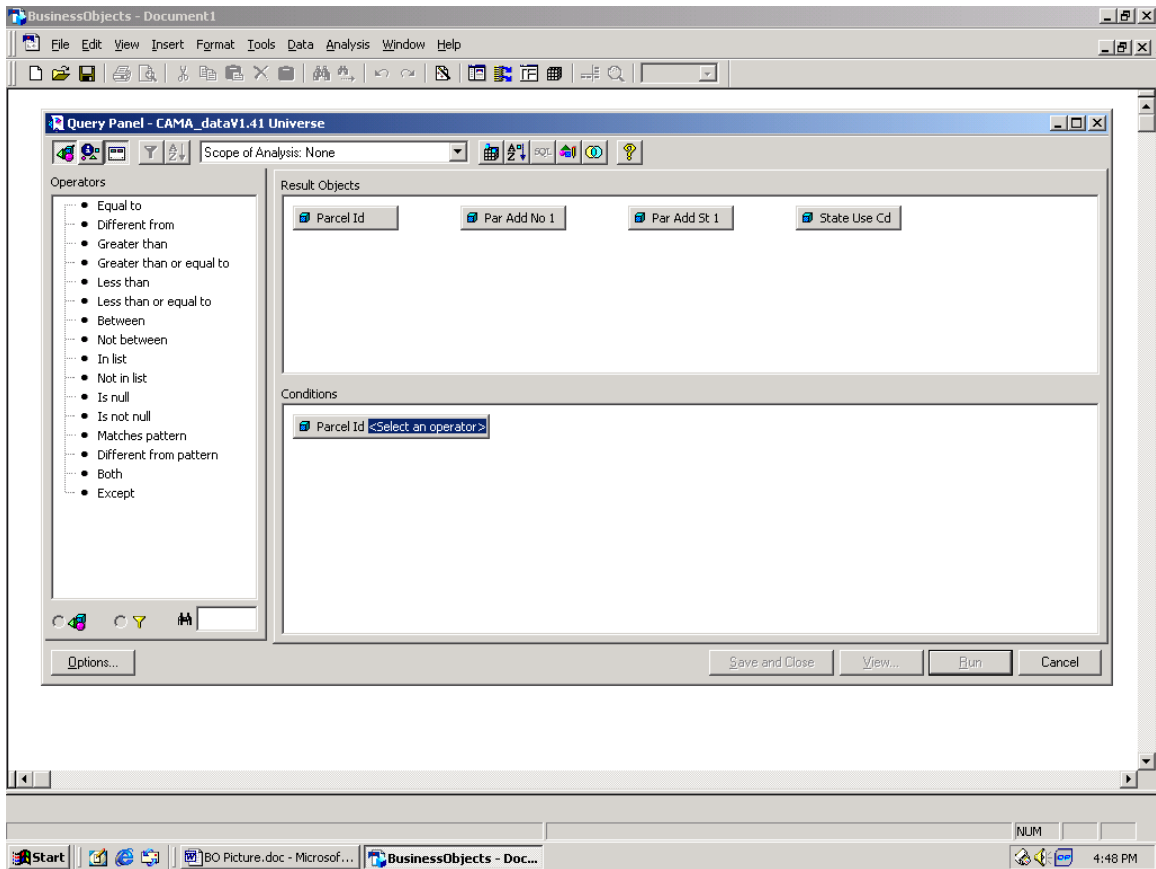 BusinessObjects - Document1
File Edit View Insert Format Tools Data Analysis Window Help
Query Panel - CAMA_dataV1.41 Universe
Scope of Analysis: None
SQL
Operators
Equal to
Different from
Greater than
Greater than or equal to
Less than
Less than or equal to
Between
Not between
In list
Not in list
Is null
Is not null
Matches pattern
Different from pattern
Both
Except
Result Objects
Parcel Id Par Add No 1 Par Add St 1 State Use Cd
Conditions
Parcel Id <Select an operator>
Options... Save and Close View... Run Cancel
NUM
Start BO Picture.doc - Microsof... BusinessObjects - Doc... 4:48 PM